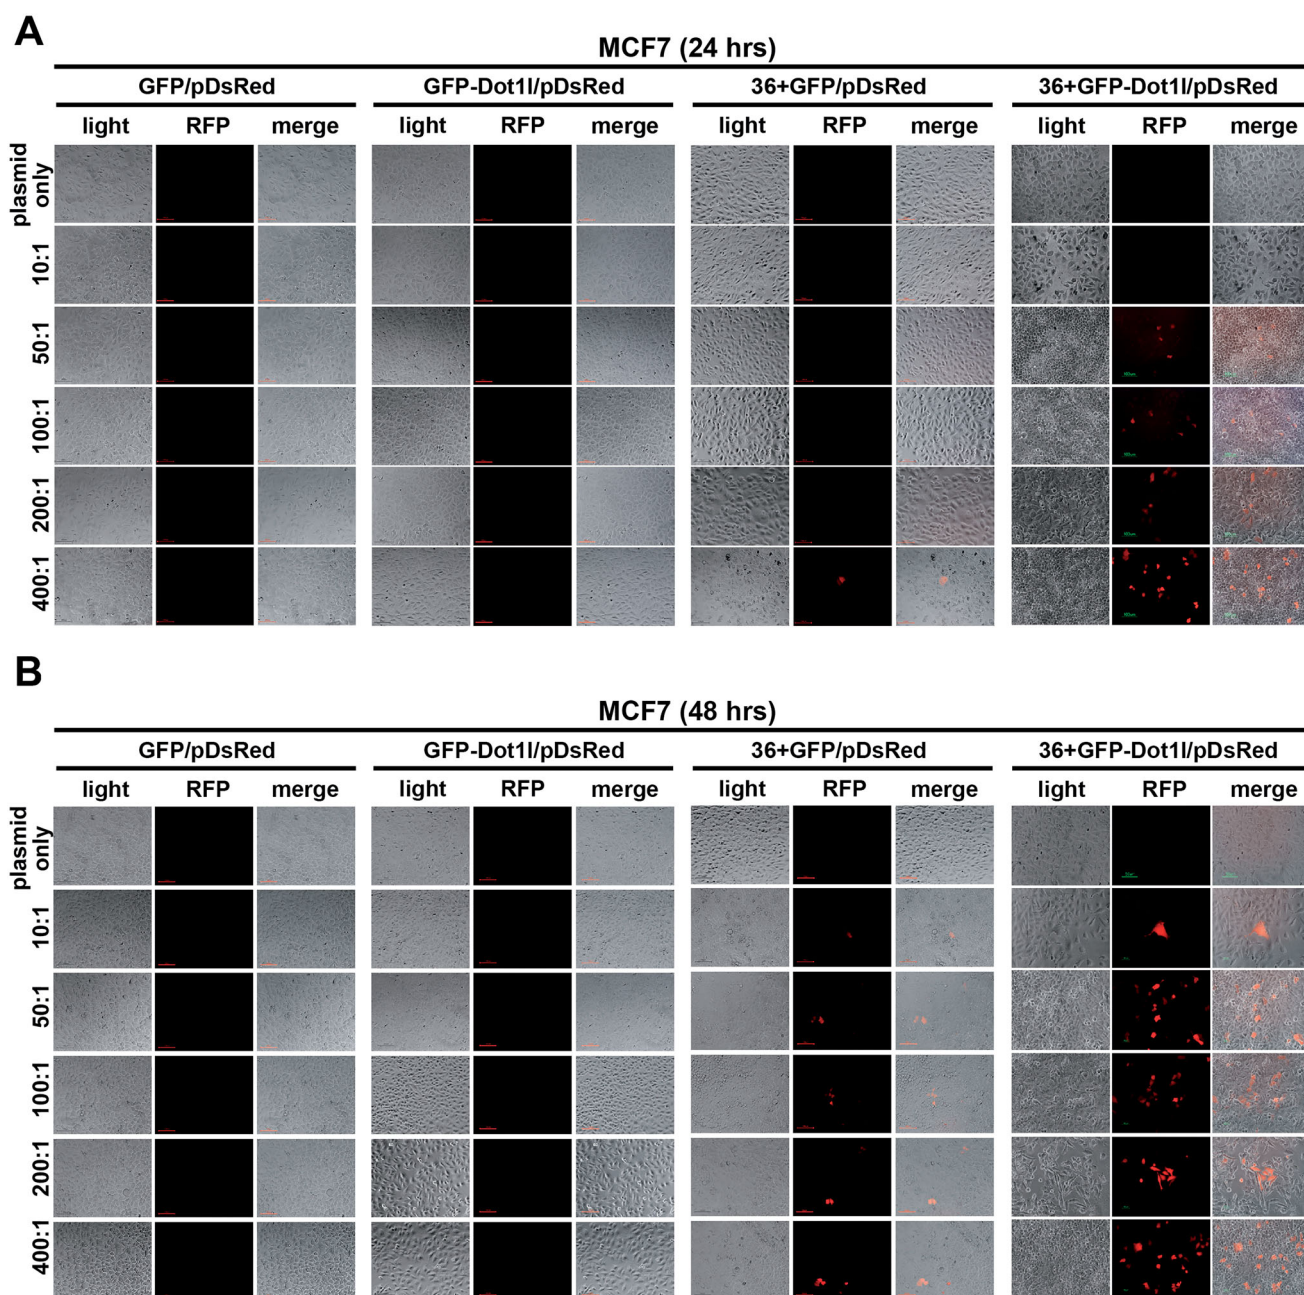 A
MCF7 (24 hrs)
GFP/pDsRed GFP-Dot1l/pDsRed 36+GFP/pDsRed 36+GFP-Dot1l/pDsRed
light RFP merge light RFP merge light RFP merge light RFP merge
plasmid
only
10:1
50:1
100:1
200:1
400:1
B
MCF7 (48 hrs)
GFP/pDsRed GFP-Dot1l/pDsRed 36+GFP/pDsRed 36+GFP-Dot1l/pDsRed
light RFP merge light RFP merge light RFP merge light RFP merge
plasmid
only
10:1
50:1
100:1
200:1
400:1